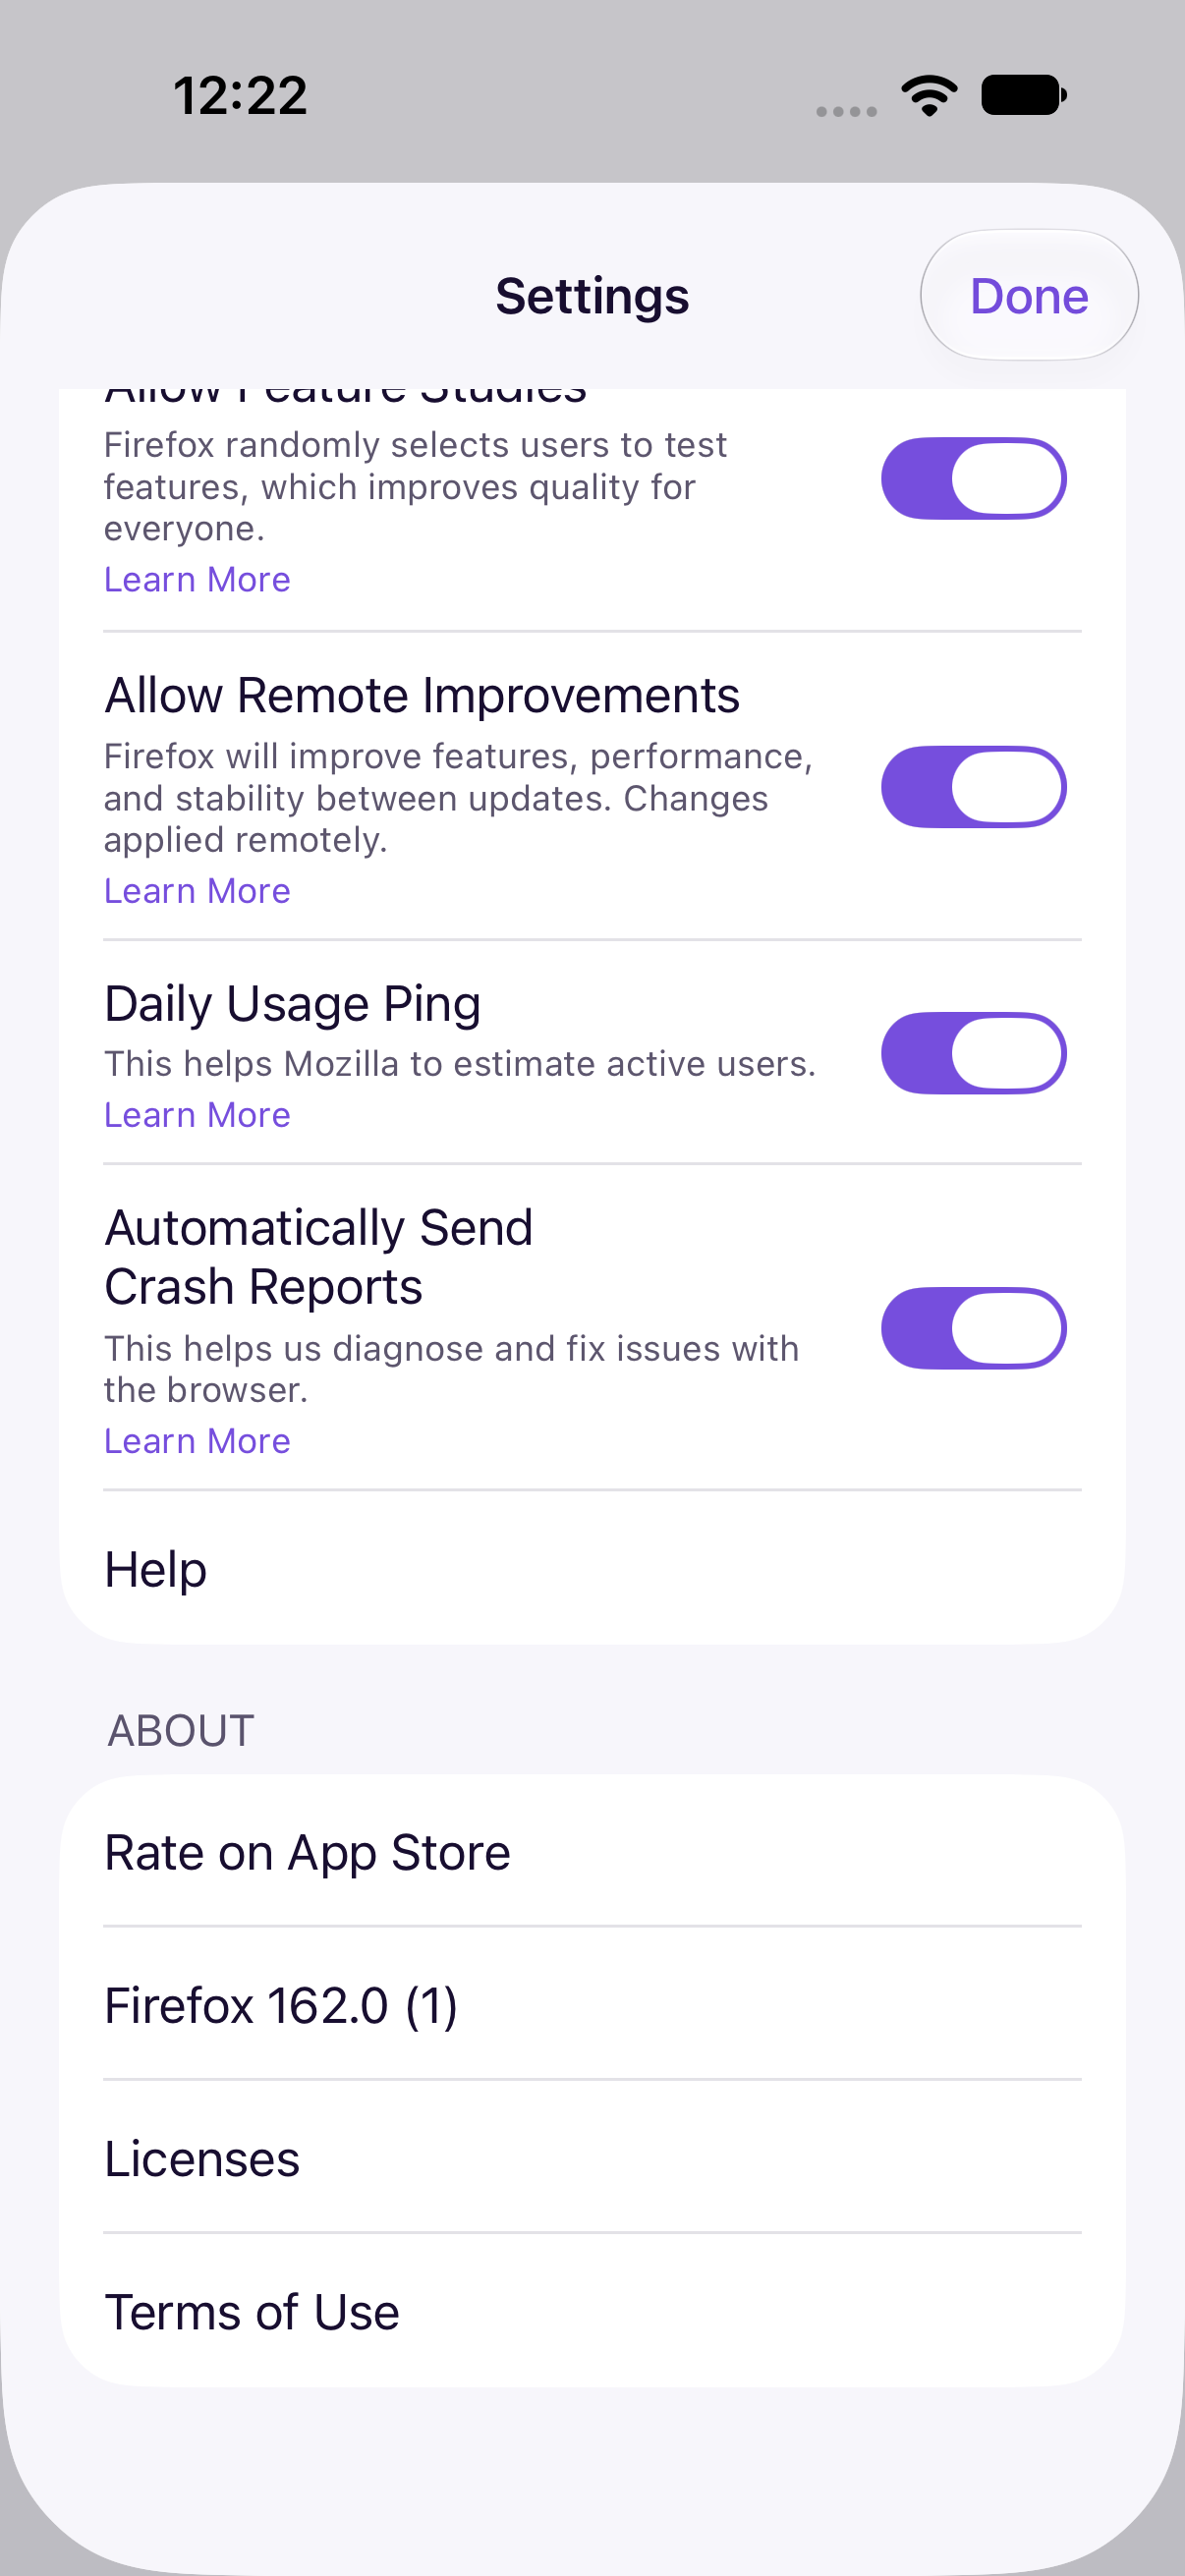 12:22
Settings
Done
Allow Feature Studies
Firefox randomly selects users to test
features, which improves quality for
everyone.
Learn More
Allow Remote Improvements
Firefox will improve features, performance,
and stability between updates. Changes
applied remotely.
Learn More
Daily Usage Ping
This helps Mozilla to estimate active users.
Learn More
Automatically Send
Crash Reports
This helps us diagnose and fix issues with
the browser.
Learn More
Help
ABOUT
Rate on App Store
Firefox 162.0 (1)
Licenses
Terms of Use